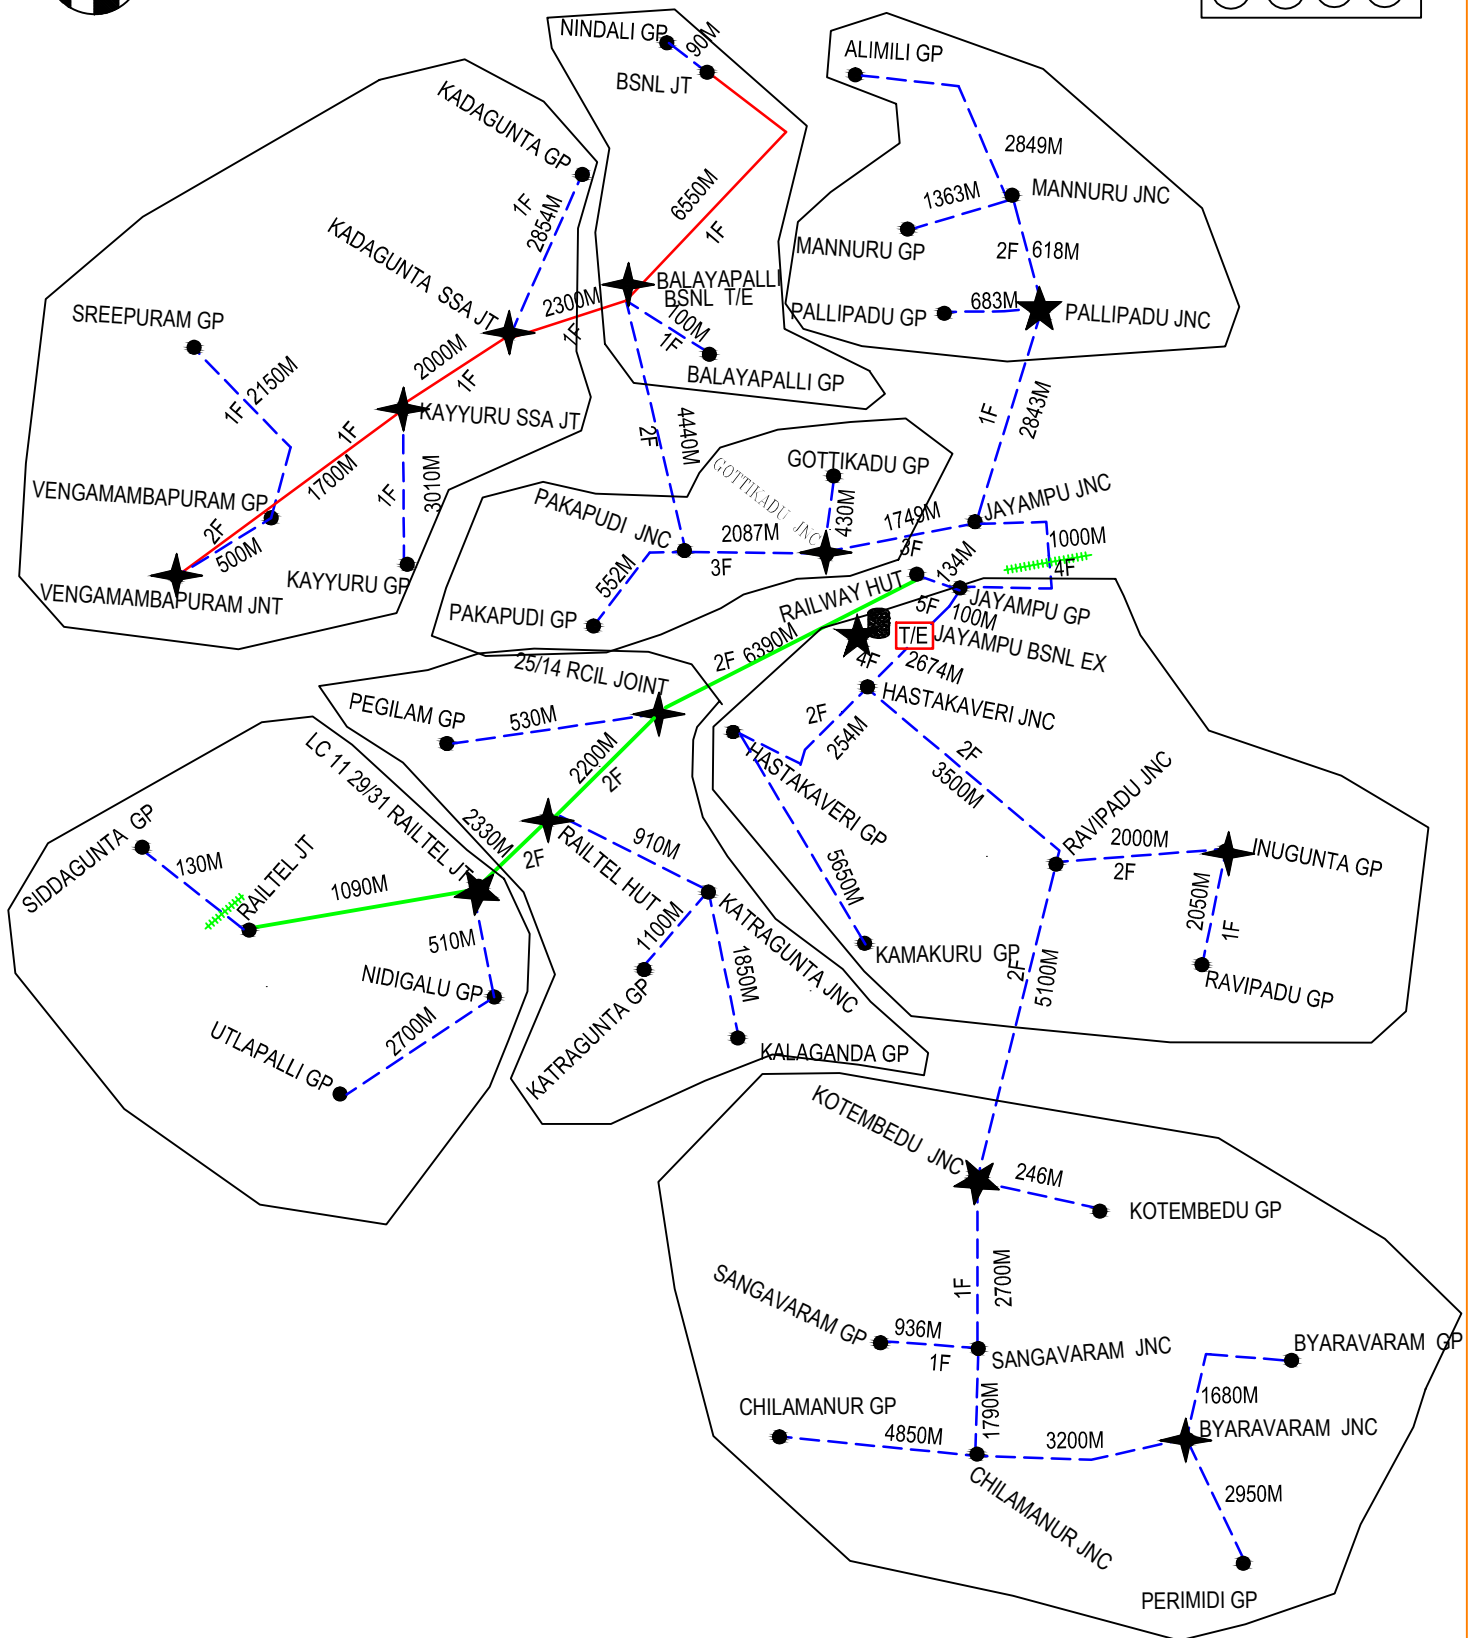 NINDALI GP
90M
BSNL JT
ALIMILI GP
KADAGUNTA GP
2849M
1363M
MANNURU JNC
MANNURU GP
2F
618M
6550M
1F
1F
2854M
KADAGUNTA SSA JT
BALAYAPALLI
BSNL T/E
2300M
1F
100M
1F
BALAYAPALLI GP
683M
PALLIPADU GP
PALLIPADU JNC
SREEPURAM GP
2000M
1F
1F
2150M
KAYYURU SSA JT
1F
1700M
1F
3010M
VENGAMAMBAPURAM GP
2F
500M
KAYYURU GP
VENGAMAMBAPURAM JNT
2F
4440M
1F
2843M
GOTTIKADU GP
GOTTIKADU JNC
430M
PAKAPUDI JNC
2087M
3F
552M
PAKAPUDI GP
1749M
3F
JAYAMPU JNC
1000M
4F
134M
RAILWAY HUT
JAYAMPU GP
5F
100M
T/E
JAYAMPU BSNL EX
4F
2674M
HASTAKAVERI JNC
2F
6390M
25/14 RCIL JOINT
PEGILAM GP
530M
2F
254M
HASTAKAVERI GP
2F
3500M
RAVIPADU JNC
2000M
2F
INUGUNTA GP
2050M
1F
RAVIPADU GP
5650M
KAMAKURU GP
2200M
2F
LC 11 29/31 RAILTEL JT
2330M
2F
RAILTEL HUT
910M
SIDDAGUNTA GP
130M
RAILTEL JT
1090M
510M
NIDIGALU GP
2700M
UTLAPALLI GP
1100M
KATRAGUNTA JNC
1850M
KATRAGUNTA GP
KALAGANDA GP
2F
5100M
KOTEMBEDU JNC
246M
KOTEMBEDU GP
1F
2700M
SANGAVARAM GP
936M
1F
SANGAVARAM JNC
BYARAVARAM GP
1680M
BYARAVARAM JNC
1790M
CHILAMANUR GP
4850M
3200M
CHILAMANUR JNC
2950M
PERIMIDI GP